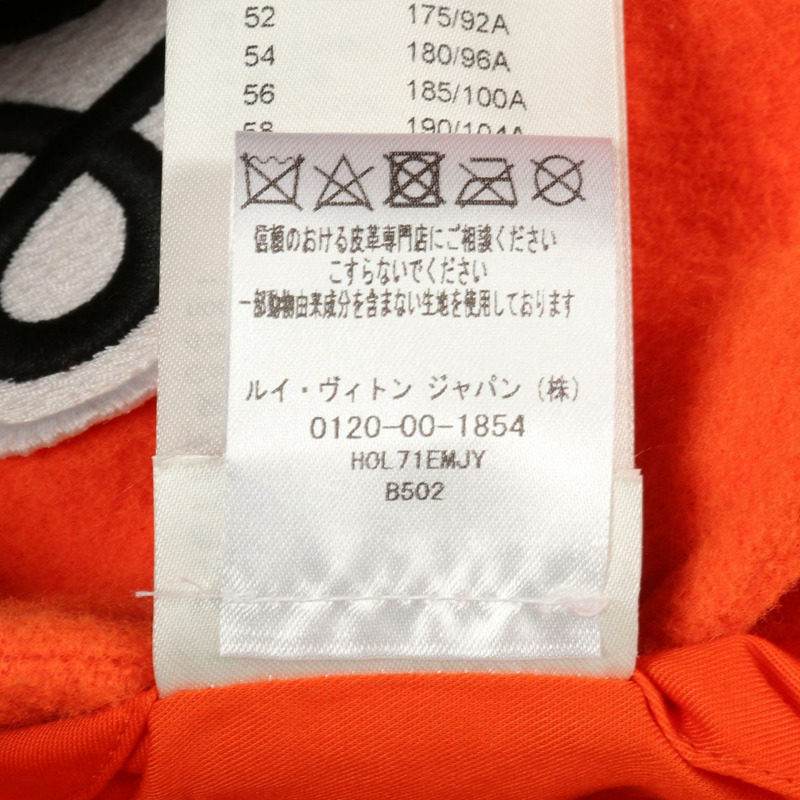 52 175/92A
54 180/96A
56 185/100A
58 190/104A
信頼のおける皮革専門店にご相談ください
こすらないでください
一部動物由来成分を含まない生地を使用しております
ルイ・ヴィトン ジャパン (株)
0120-00-1854
HOL71EMJY
B502